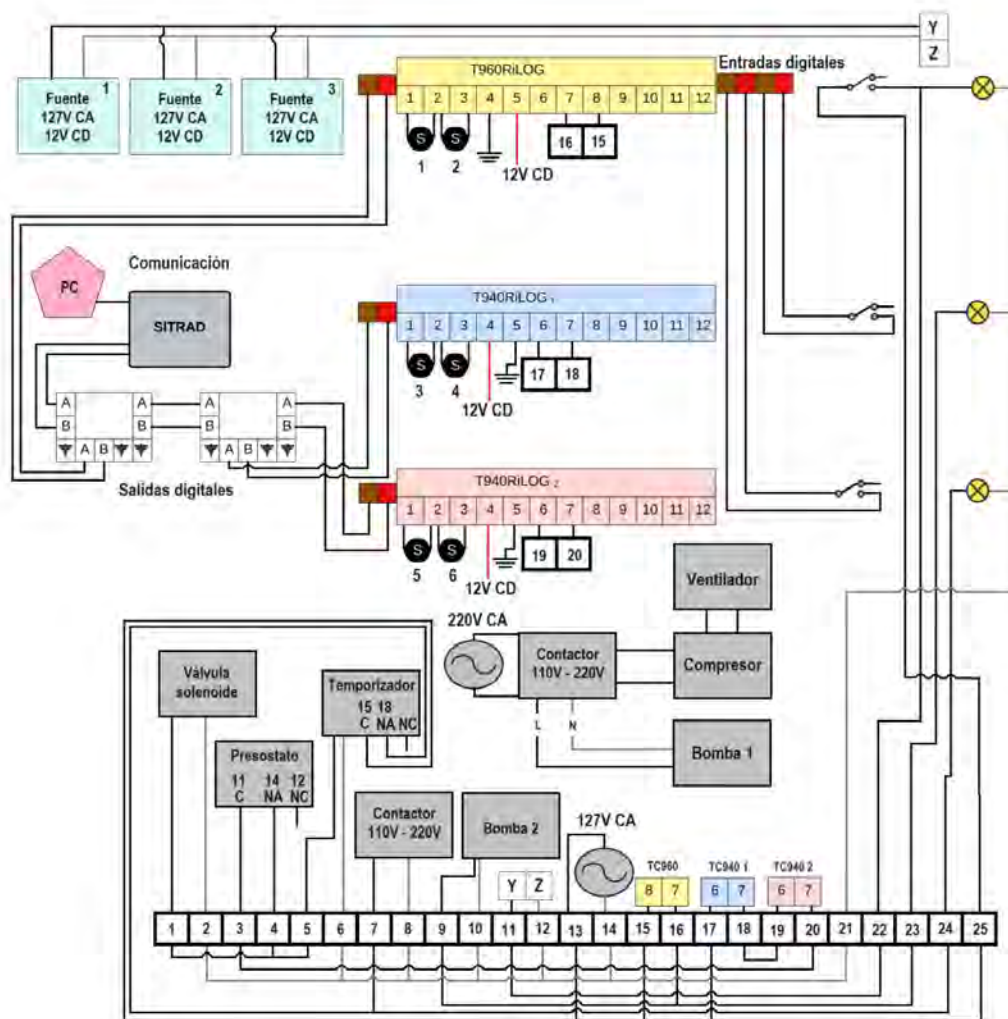 Y
Z
Fuente 1
127V CA
12V CD
Fuente 2
127V CA
12V CD
Fuente 3
127V CA
12V CD
T960RiLOG
1 2 3 4 5 6 7 8 9 10 11 12
Entradas digitales
S S
1 2
16 15
12V CD
Comunicación
PC
SITRAD
T940RiLOG 1
1 2 3 4 5 6 7 8 9 10 11 12
S S
3 4
17 18
12V CD
A A A A
B B B B
A B A B
Salidas digitales
T940RiLOG 2
1 2 3 4 5 6 7 8 9 10 11 12
S S
5 6
19 20
12V CD
Ventilador
220V CA
Contactor
110V - 220V
Compresor
L N
Bomba 1
Válvula
solenoide
Temporizador
15 18
C NA NC
Presostato
11 14 12
C NA NC
Contactor
110V - 220V
Bomba 2
127V CA
TC960 TC940 1 TC940 2
Y Z
8 7 6 7 6 7
1 2 3 4 5 6 7 8 9 10 11 12 13 14 15 16 17 18 19 20 21 22 23 24 25